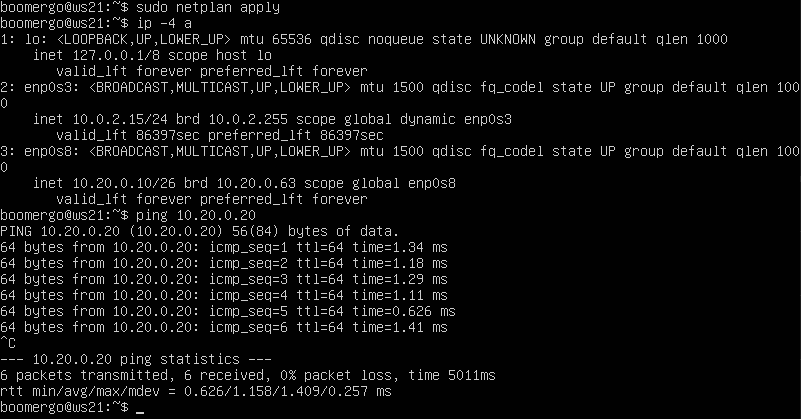 boomergo@ws21:~$ sudo netplan apply
boomergo@ws21:~$ ip -4 a
1: lo: <LOOPBACK,UP,LOWER_UP> mtu 65536 qdisc noqueue state UNKNOWN group default qlen 1000
    inet 127.0.0.1/8 scope host lo
       valid_lft forever preferred_lft forever
2: enp0s3: <BROADCAST,MULTICAST,UP,LOWER_UP> mtu 1500 qdisc fq_codel state UP group default qlen 100
0
    inet 10.0.2.15/24 brd 10.0.2.255 scope global dynamic enp0s3
       valid_lft 86397sec preferred_lft 86397sec
3: enp0s8: <BROADCAST,MULTICAST,UP,LOWER_UP> mtu 1500 qdisc fq_codel state UP group default qlen 100
0
    inet 10.20.0.10/26 brd 10.20.0.63 scope global enp0s8
       valid_lft forever preferred_lft forever
boomergo@ws21:~$ ping 10.20.0.20
PING 10.20.0.20 (10.20.0.20) 56(84) bytes of data.
64 bytes from 10.20.0.20: icmp_seq=1 ttl=64 time=1.34 ms
64 bytes from 10.20.0.20: icmp_seq=2 ttl=64 time=1.18 ms
64 bytes from 10.20.0.20: icmp_seq=3 ttl=64 time=1.29 ms
64 bytes from 10.20.0.20: icmp_seq=4 ttl=64 time=1.11 ms
64 bytes from 10.20.0.20: icmp_seq=5 ttl=64 time=0.626 ms
64 bytes from 10.20.0.20: icmp_seq=6 ttl=64 time=1.41 ms
^C
--- 10.20.0.20 ping statistics ---
6 packets transmitted, 6 received, 0% packet loss, time 5011ms
rtt min/avg/max/mdev = 0.626/1.158/1.409/0.257 ms
boomergo@ws21:~$ _